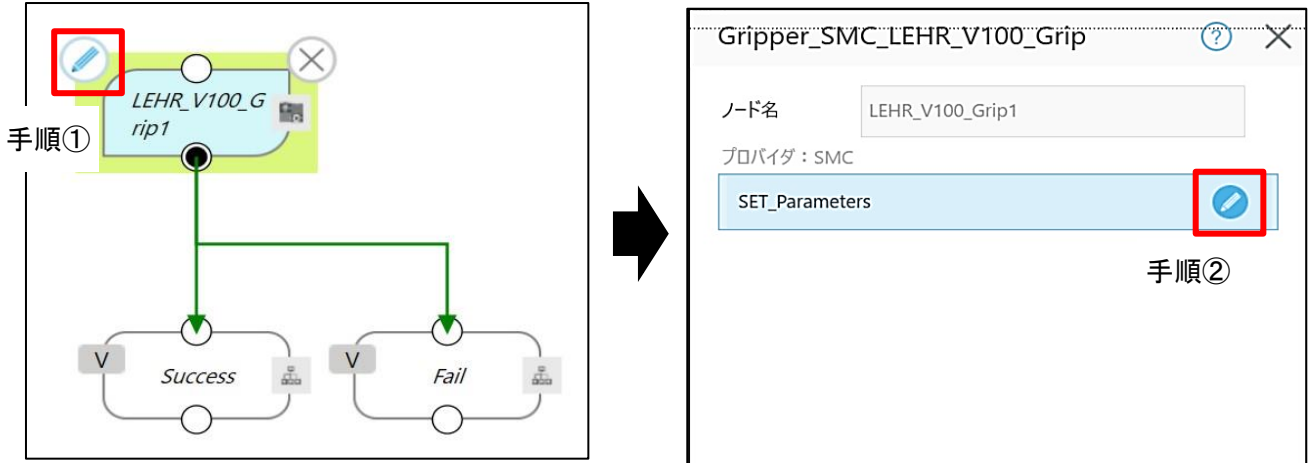 手順①
LEHR_V100_G
rip1
V
Success
V
Fail
Gripper_SMC_LEHR_V100_Grip
?
ノード名
LEHR_V100_Grip1
プロバイダ：SMC
SET_Parameters
手順②